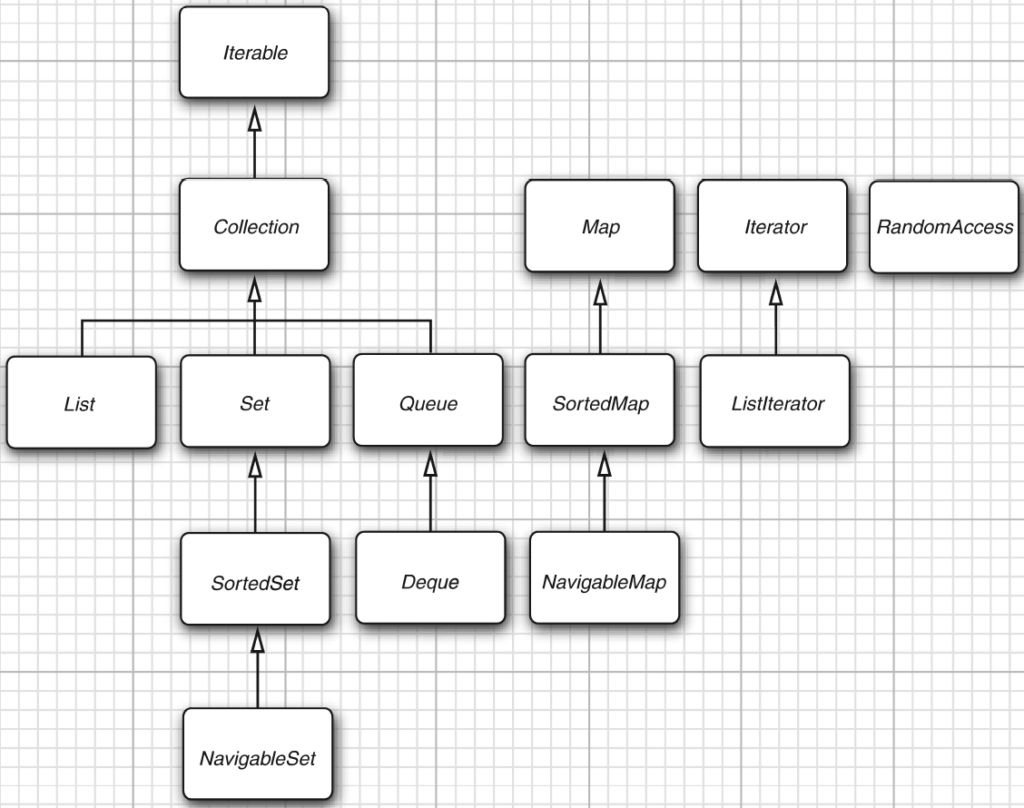 Iterable
Collection
Map
Iterator
RandomAccess
List
Set
Queue
SortedMap
ListIterator
SortedSet
Deque
NavigableMap
NavigableSet